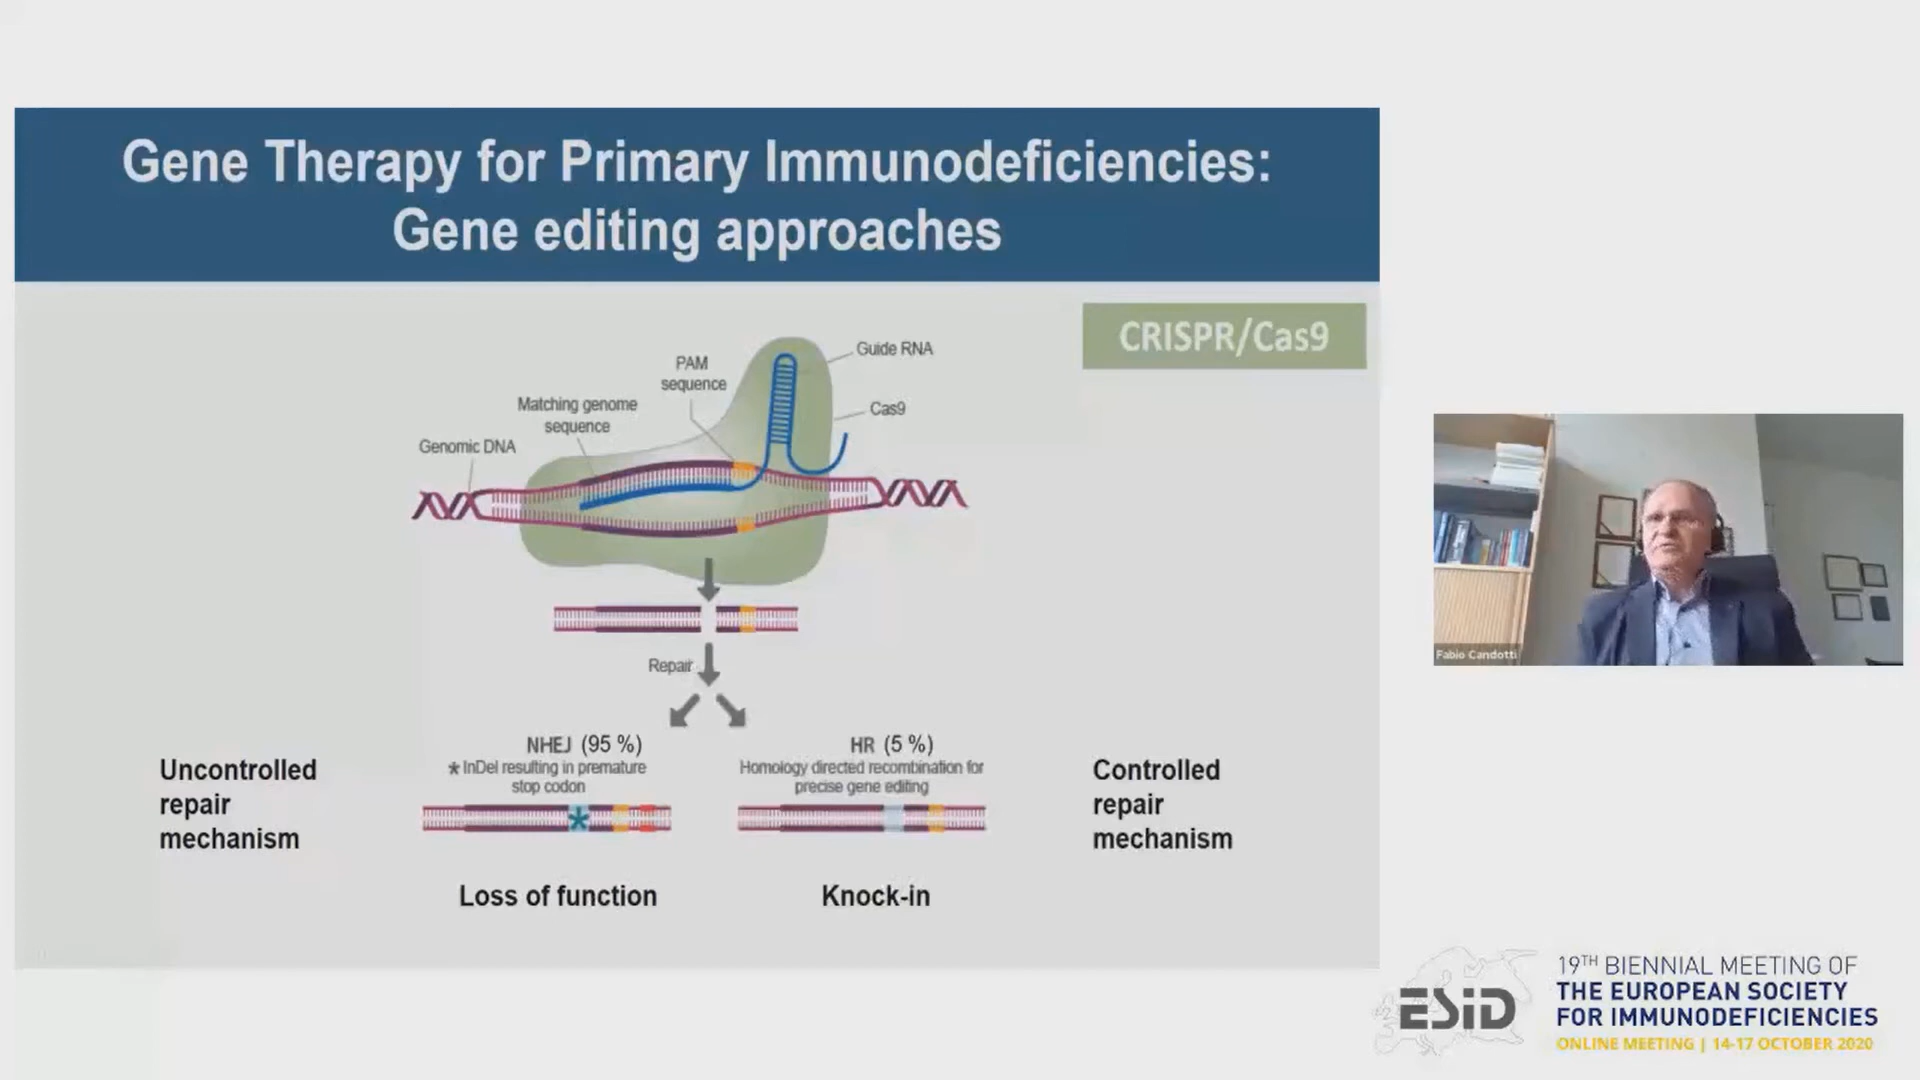 Gene Therapy for Primary Immunodeficiencies:
Gene editing approaches
CRISPR/Cas9
Guide RNA
PAM
sequence
Cas9
Matching genome
sequence
Genomic DNA
Repair
NHEJ (95 %)
* InDel resulting in premature
stop codon
HR (5 %)
Homology directed recombination for
precise gene editing
Uncontrolled
repair
mechanism
Controlled
repair
mechanism
*
Loss of function
Knock-in
Fabio Candotti
ESID
19TH BIENNIAL MEETING OF
THE EUROPEAN SOCIETY
FOR IMMUNODEFICIENCIES
ONLINE MEETING | 14-17 OCTOBER 2020